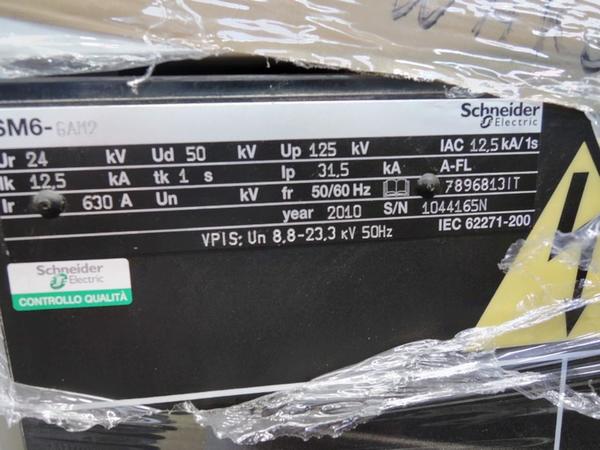 SM6-GAM2
Schneider Electric
Ur 24 kV Ud 50 kV Up 125 kV IAC 12,5 kA/1s
Ik 12,5 kA tk 1 s Ip 31,5 kA A-FL
Ir 630 A Un kV fr 50/60 Hz 7896813IT
year 2010 S/N 1044165N
VPIS: Un 8,8-23,3 kV 50Hz IEC 62271-200
Schneider Electric
CONTROLLO QUALITÀ